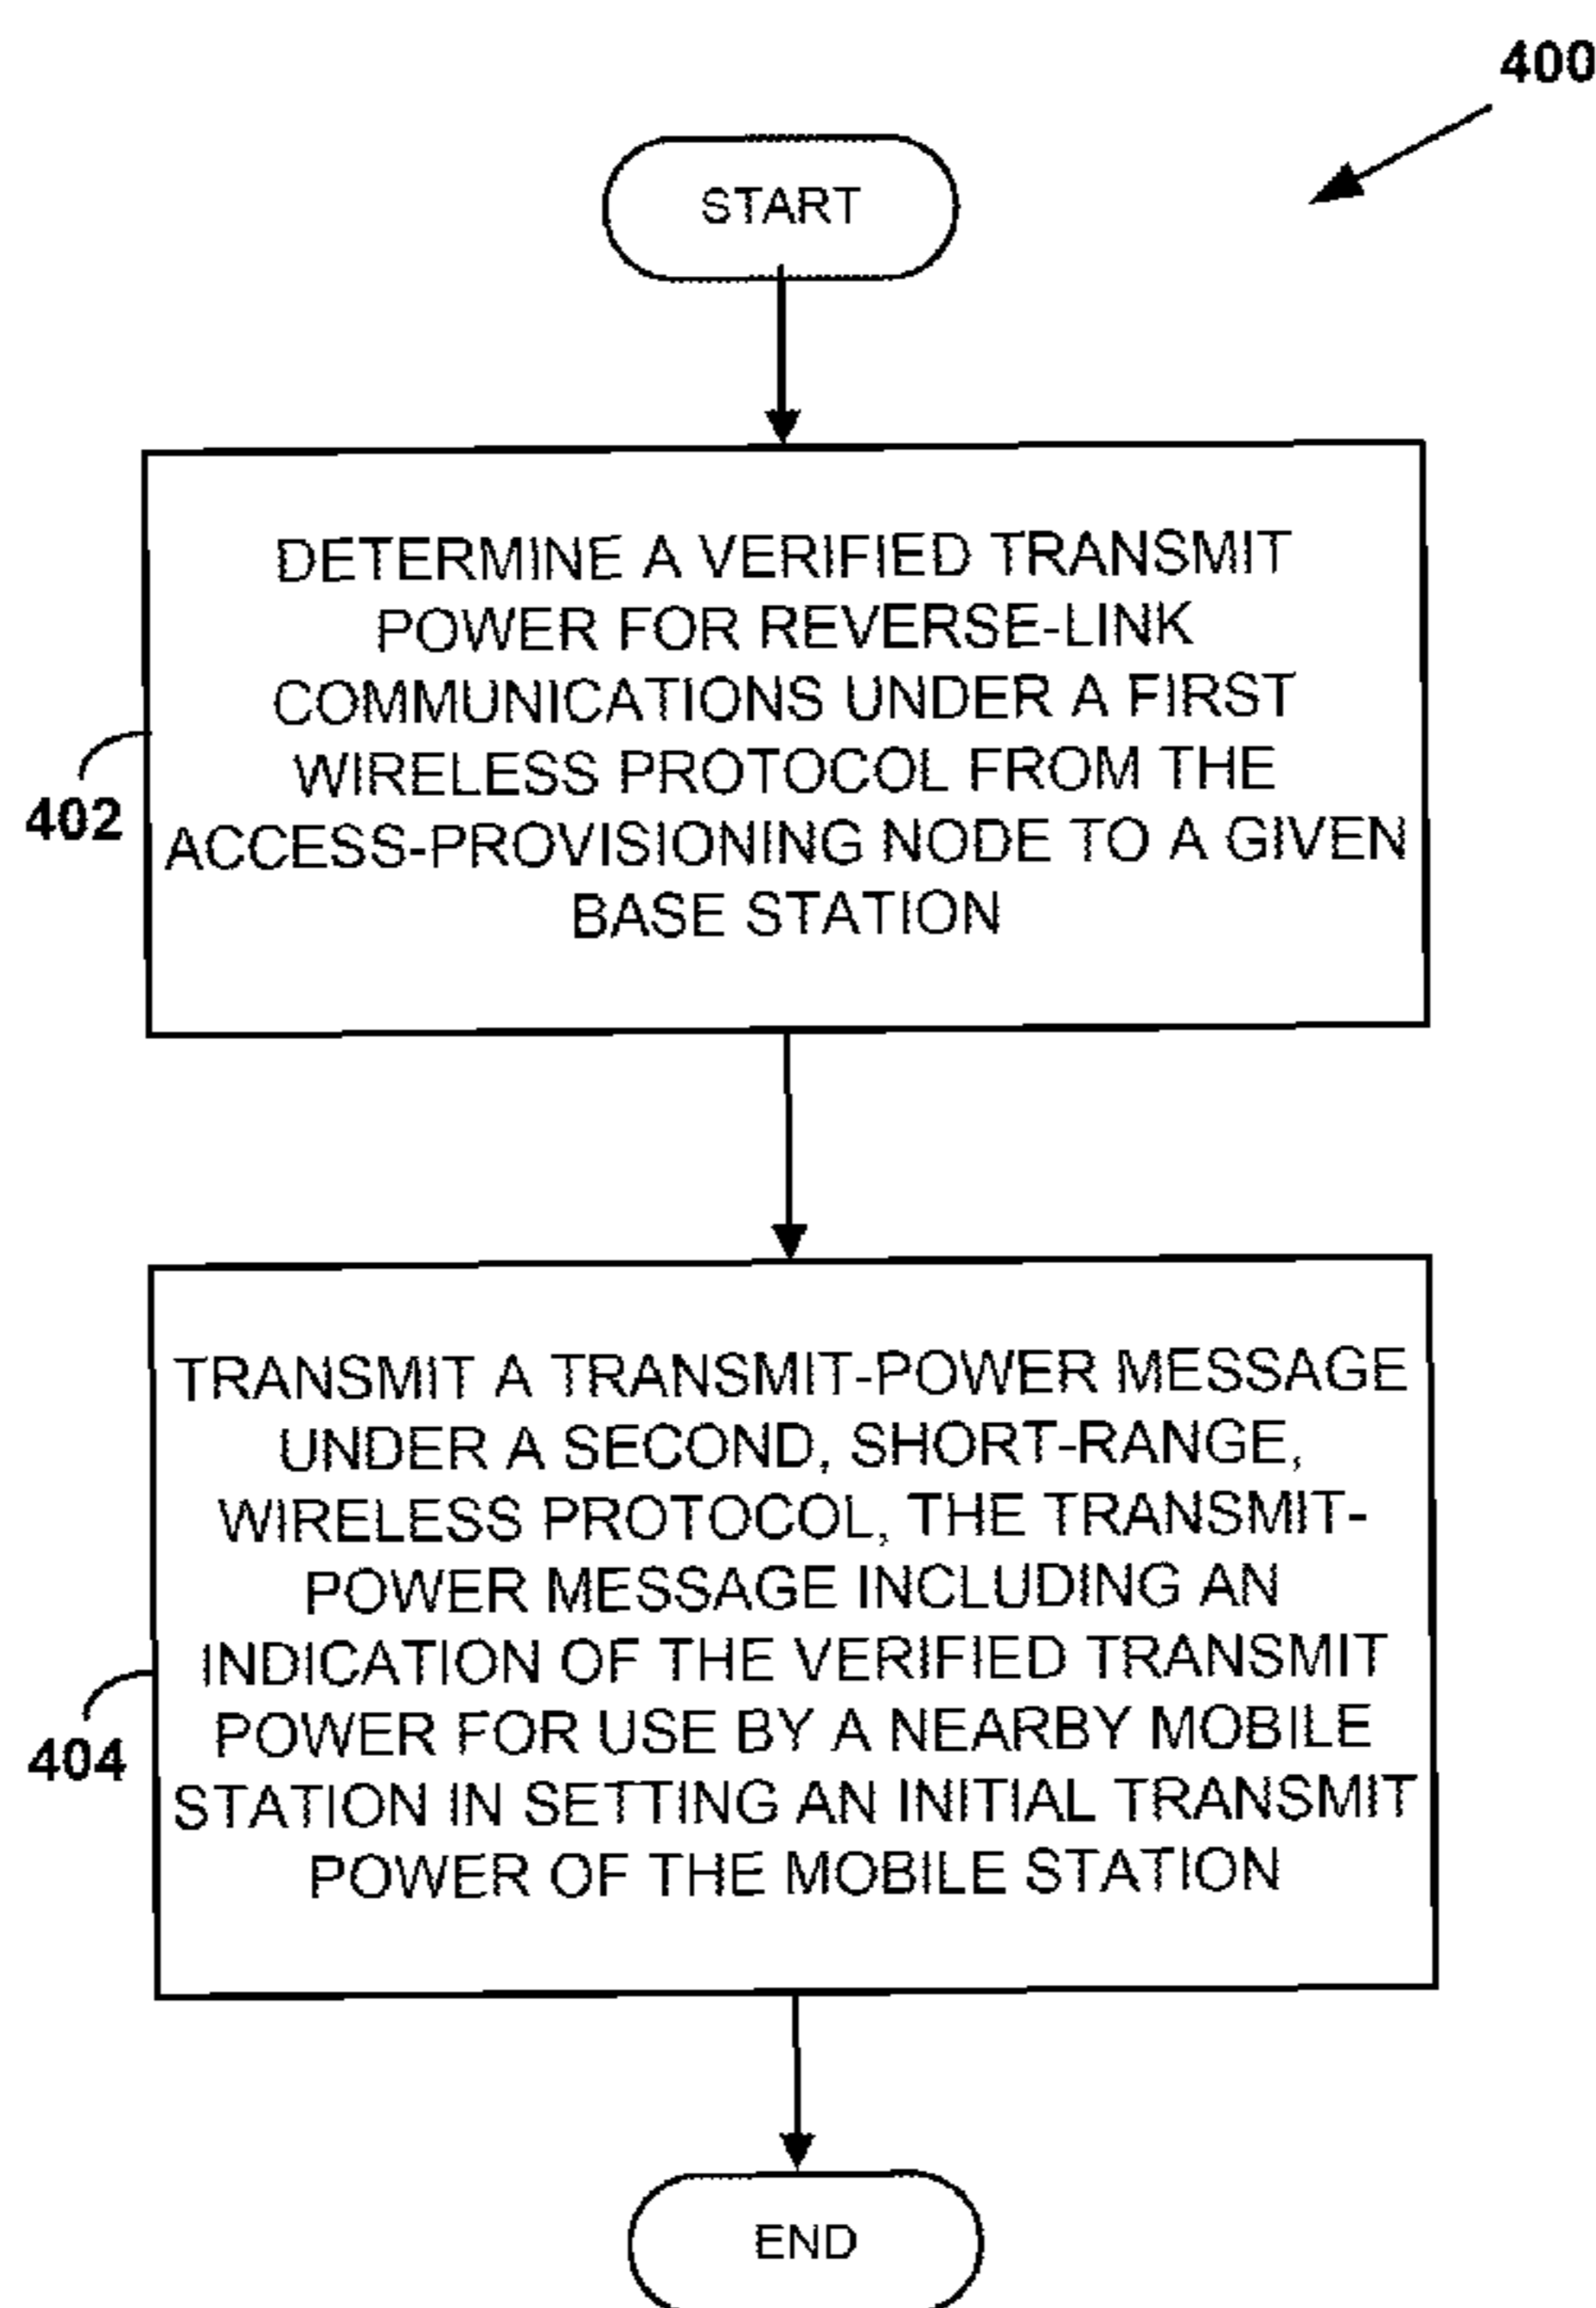 400
START
DETERMINE A VERIFIED TRANSMIT
POWER FOR REVERSE-LINK
COMMUNICATIONS UNDER A FIRST
WIRELESS PROTOCOL FROM THE
ACCESS-PROVISIONING NODE TO A GIVEN
BASE STATION
402
TRANSMIT A TRANSMIT-POWER MESSAGE
UNDER A SECOND, SHORT-RANGE,
WIRELESS PROTOCOL, THE TRANSMIT-
POWER MESSAGE INCLUDING AN
INDICATION OF THE VERIFIED TRANSMIT
POWER FOR USE BY A NEARBY MOBILE
STATION IN SETTING AN INITIAL TRANSMIT
POWER OF THE MOBILE STATION
404
END